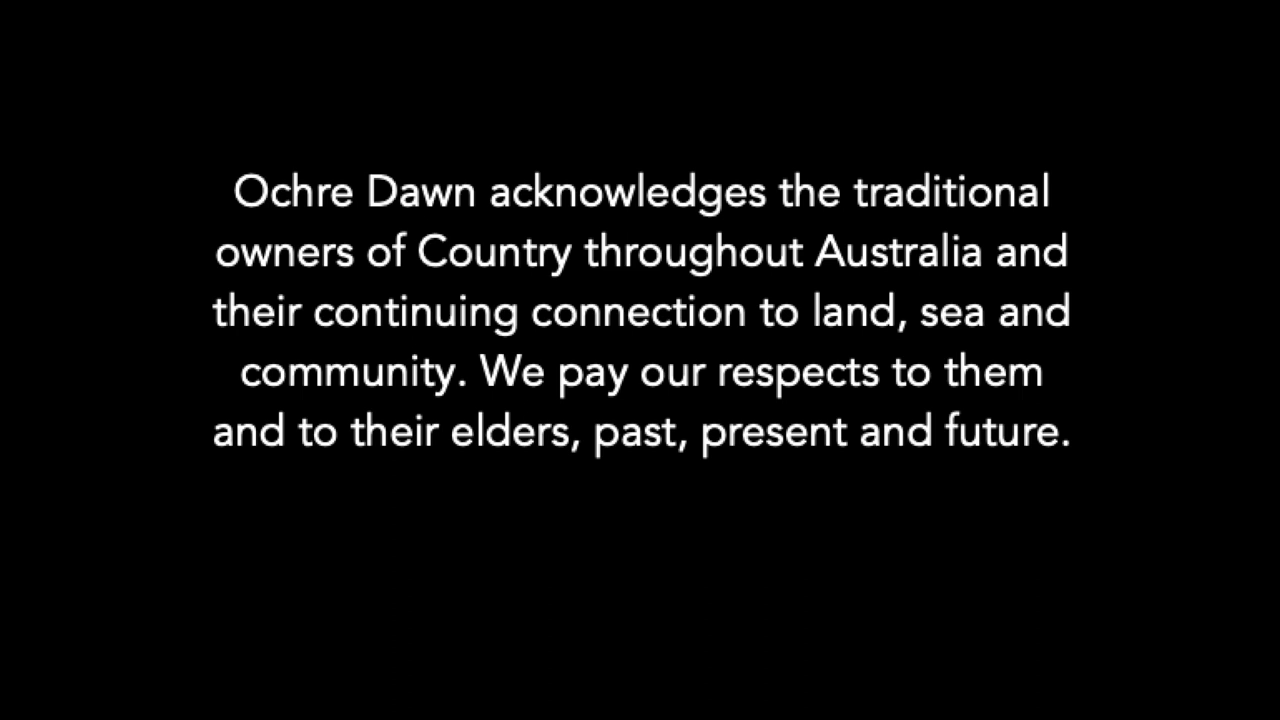 Ochre Dawn acknowledges the traditional
owners of Country throughout Australia and
their continuing connection to land, sea and
community. We pay our respects to them
and to their elders, past, present and future.